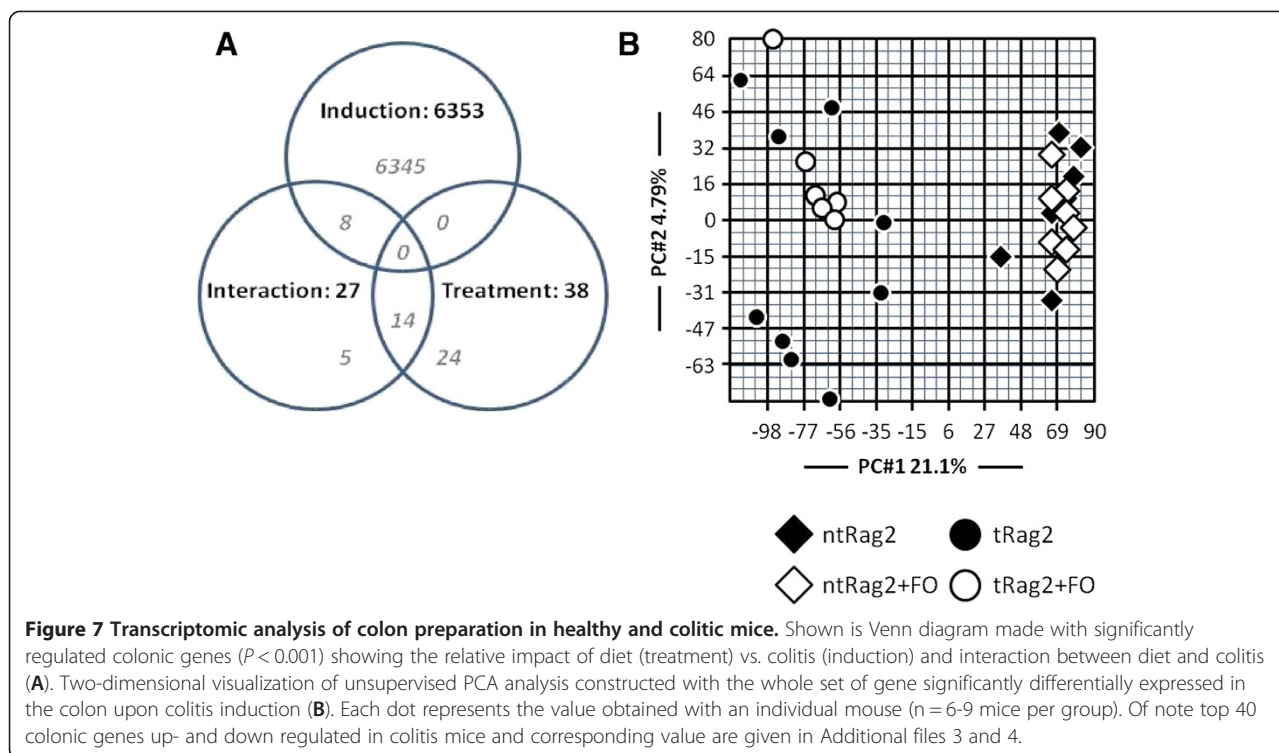 A
Induction: 6353
6345
8
0
0
Interaction: 27
Treatment: 38
14
5
24
B
80
64
46
32
16
0
-15
-31
-47
-63
PC#2 4.79%
-98 -77 -56 -35 -15 6 27 48 69 90
PC#1 21.1%
ntRag2 tRag2
ntRag2+FO tRag2+FO
Figure 7 Transcriptomic analysis of colon preparation in healthy and colitic mice. Shown is Venn diagram made with significantly
regulated colonic genes (P < 0.001) showing the relative impact of diet (treatment) vs. colitis (induction) and interaction between diet and colitis
(A). Two-dimensional visualization of unsupervised PCA analysis constructed with the whole set of gene significantly differentially expressed in
the colon upon colitis induction (B). Each dot represents the value obtained with an individual mouse (n = 6-9 mice per group). Of note top 40
colonic genes up- and down regulated in colitis mice and corresponding value are given in Additional files 3 and 4.